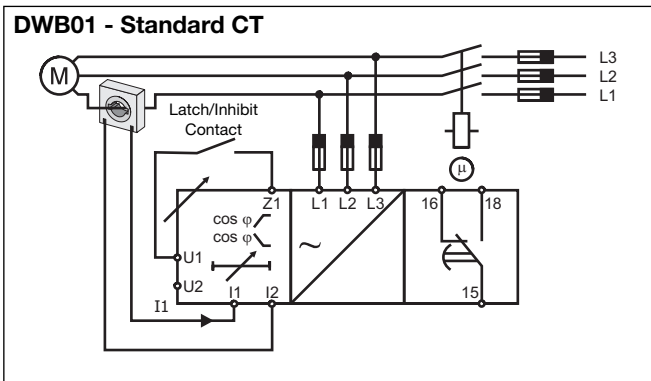 DWB01 - Standard CT
L3
L2
L1
M
Latch/Inhibit
Contact
µ
Z1
L1 L2 L3
16
18
cos φ
cos φ
~
U1
U2
I1
I1
I2
15